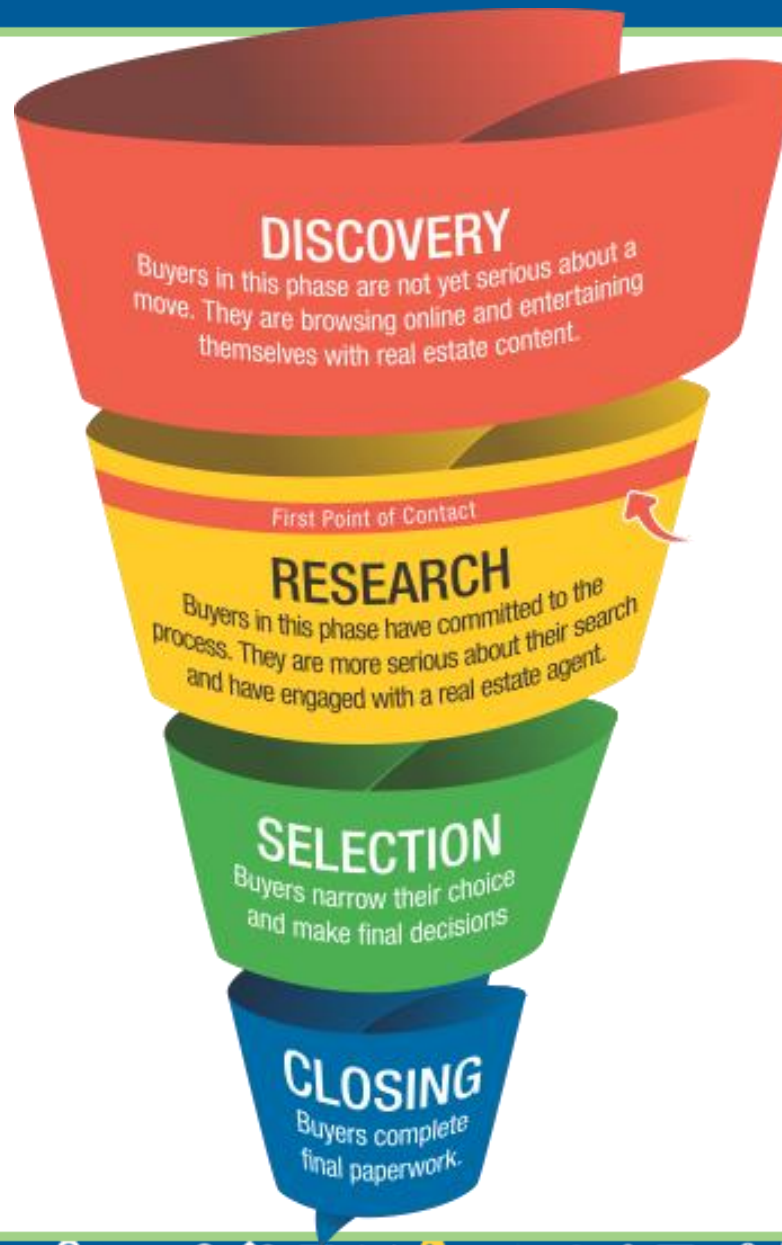 DISCOVERY
Buyers in this phase are not yet serious about a
move. They are browsing online and entertaining
themselves with real estate content.
First Point of Contact
RESEARCH
Buyers in this phase have committed to the
process. They are more serious about their search
and have engaged with a real estate agent.
SELECTION
Buyers narrow their choice
and make final decisions
CLOSING
Buyers complete
final paperwork.